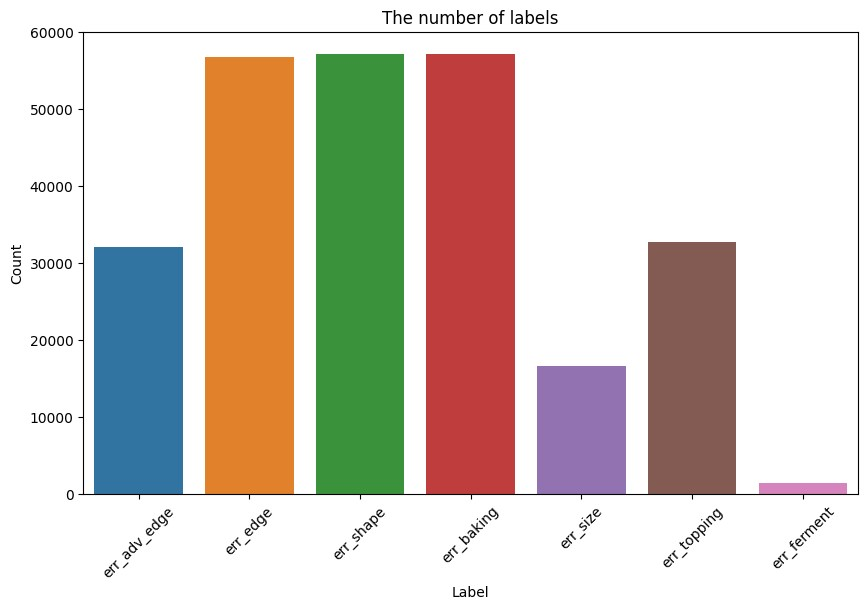 The number of labels
60000
50000
40000
30000
20000
10000
0
Count
err_adv_edge
err_edge
err_shape
err_baking
err_size
err_topping
err_ferment
Label